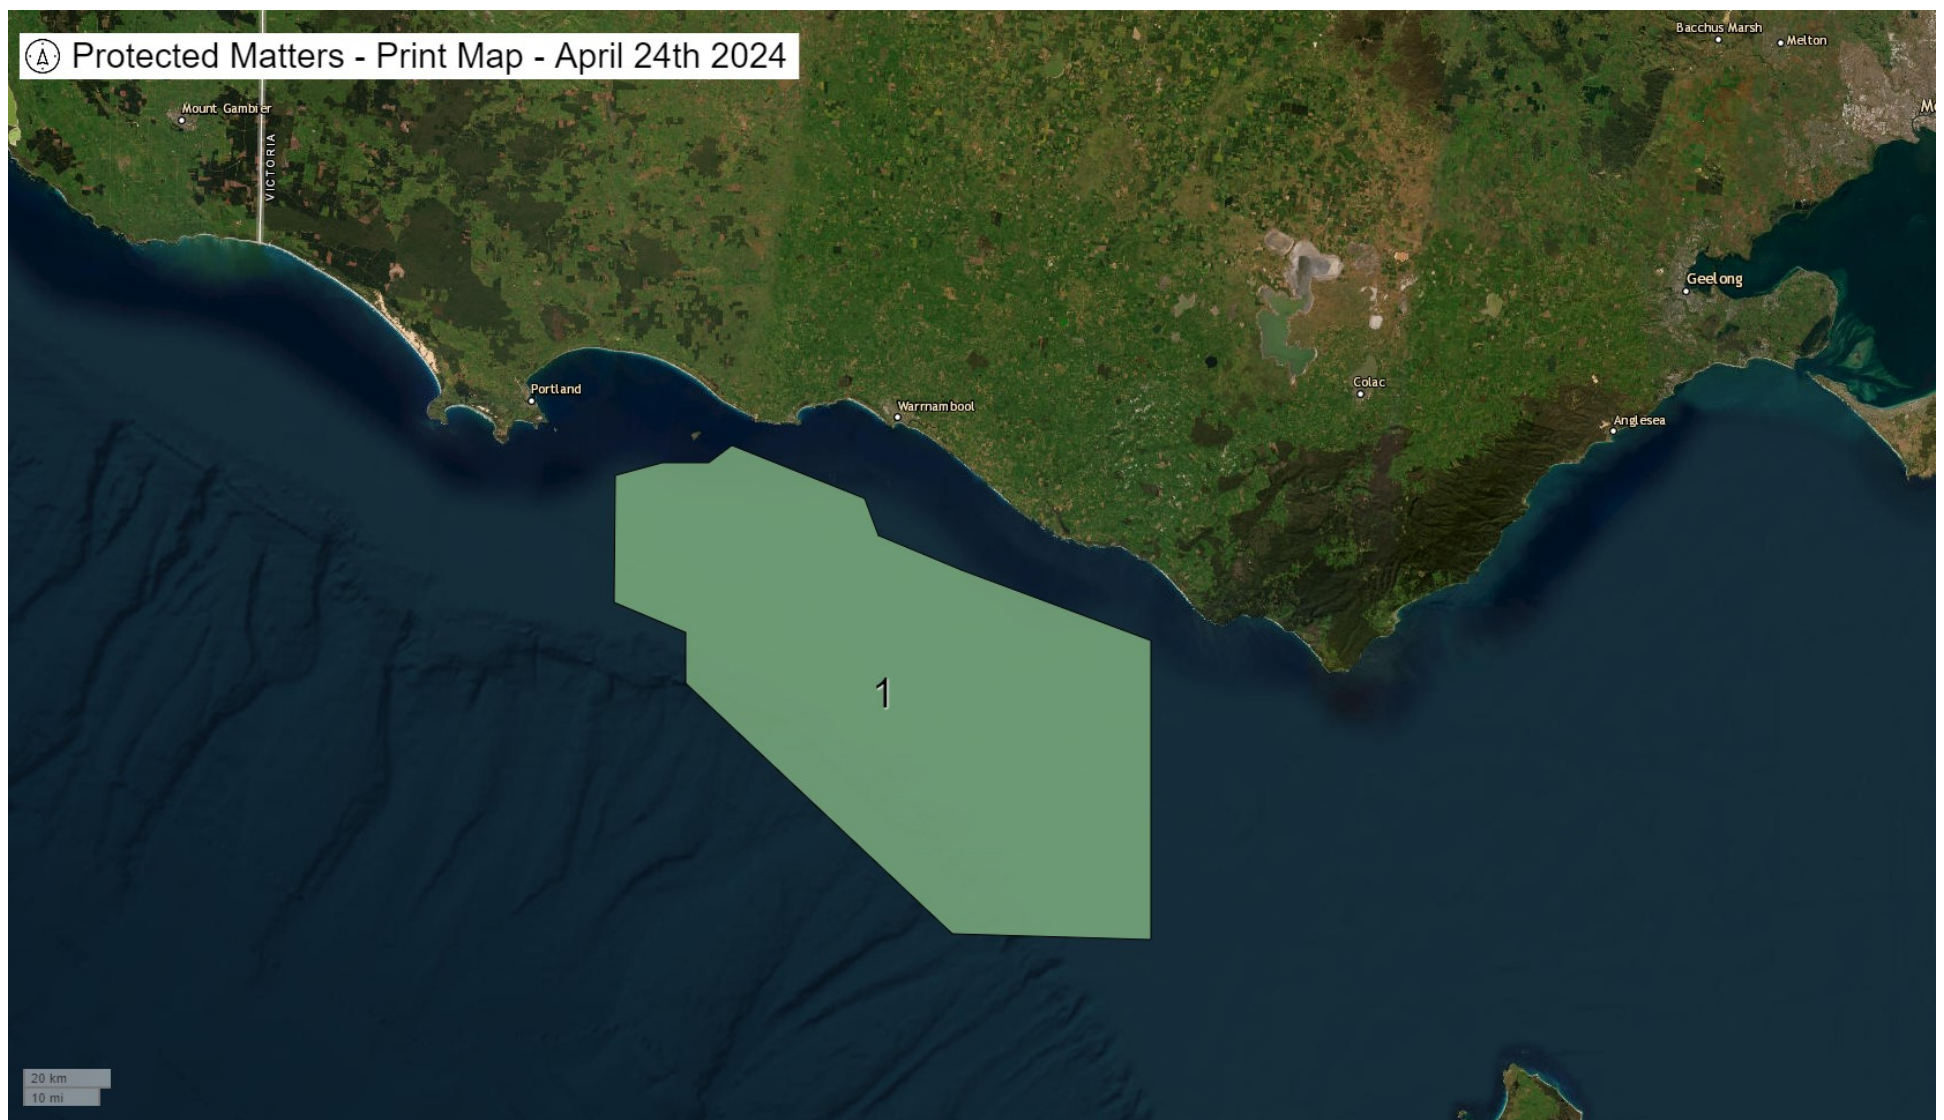 Protected Matters - Print Map - April 24th 2024
Bacchus Marsh
Melton
Mount Gambier
VICTORIA
Geelong
Portland
Colac
Warrnambool
Anglesea
1
20 km
10 mi